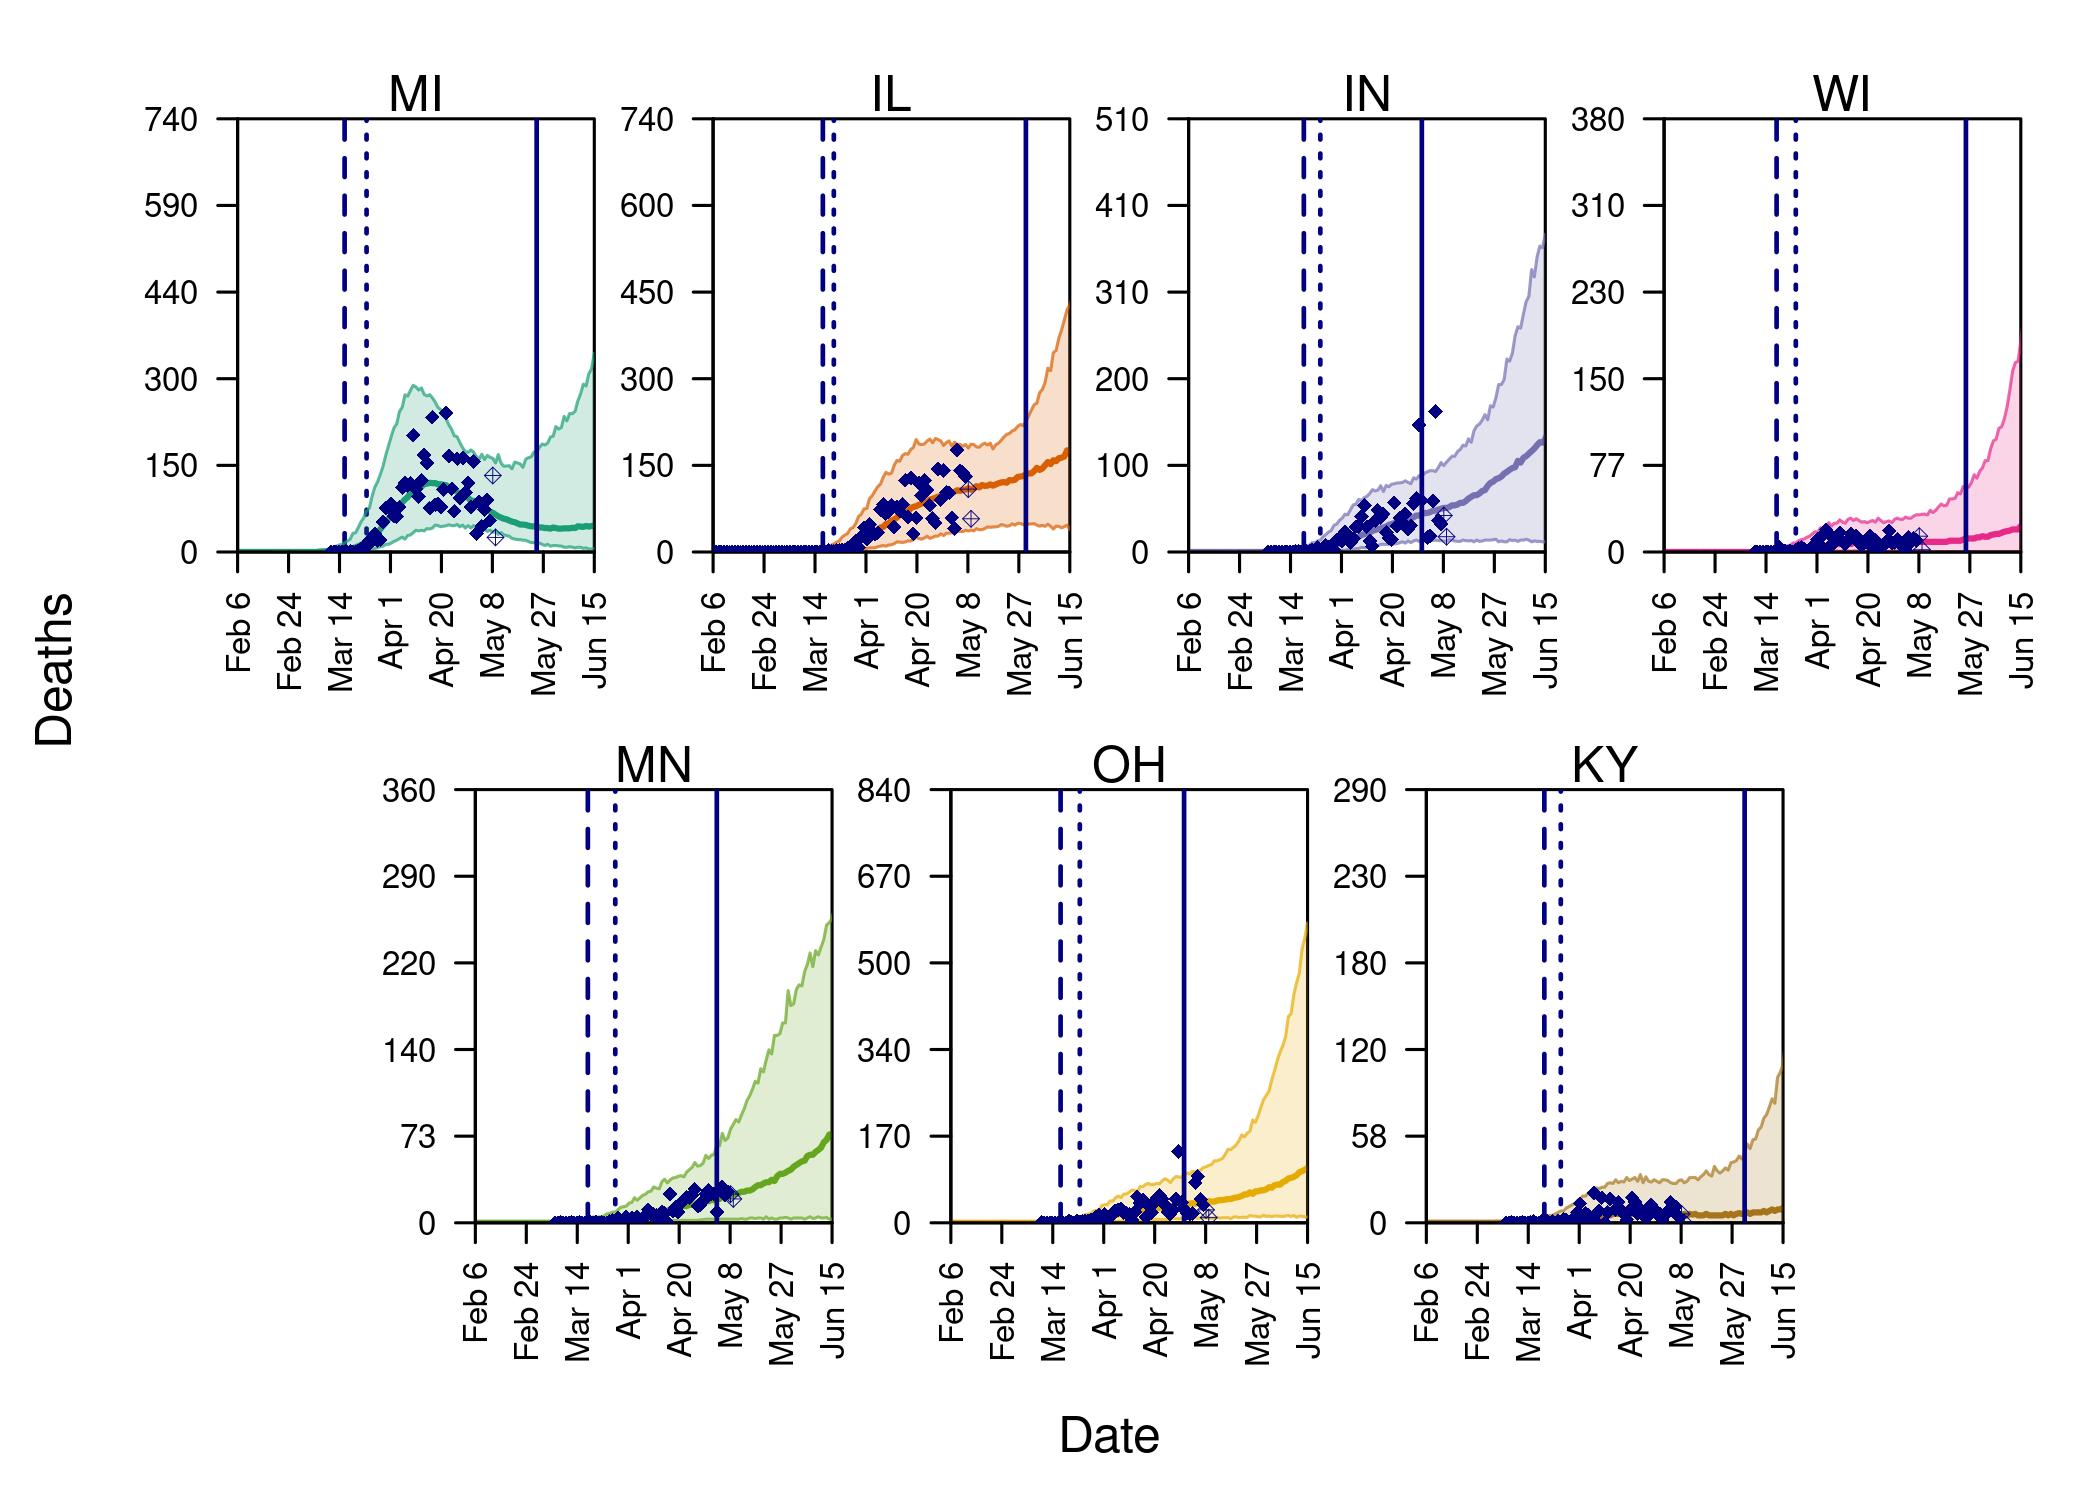 MI IL IN WI
740 740 510 380
590 600 410 310
440 450 310 230
300 300 200 150
150 150 100 77
0 0 0 0
Feb 6 Feb 24 Mar 14 Apr 1 Apr 20 May 8 May 27 Jun 15 Feb 6 Feb 24 Mar 14 Apr 1 Apr 20 May 8 May 27 Jun 15 Feb 6 Feb 24 Mar 14 Apr 1 Apr 20 May 8 May 27 Jun 15 Feb 6 Feb 24 Mar 14 Apr 1 Apr 20 May 8 May 27 Jun 15
Deaths
MN OH KY
360 840 290
290 670 230
220 500 180
140 340 120
73 170 58
0 0 0
Feb 6 Feb 24 Mar 14 Apr 1 Apr 20 May 8 May 27 Jun 15 Feb 6 Feb 24 Mar 14 Apr 1 Apr 20 May 8 May 27 Jun 15 Feb 6 Feb 24 Mar 14 Apr 1 Apr 20 May 8 May 27 Jun 15
Date